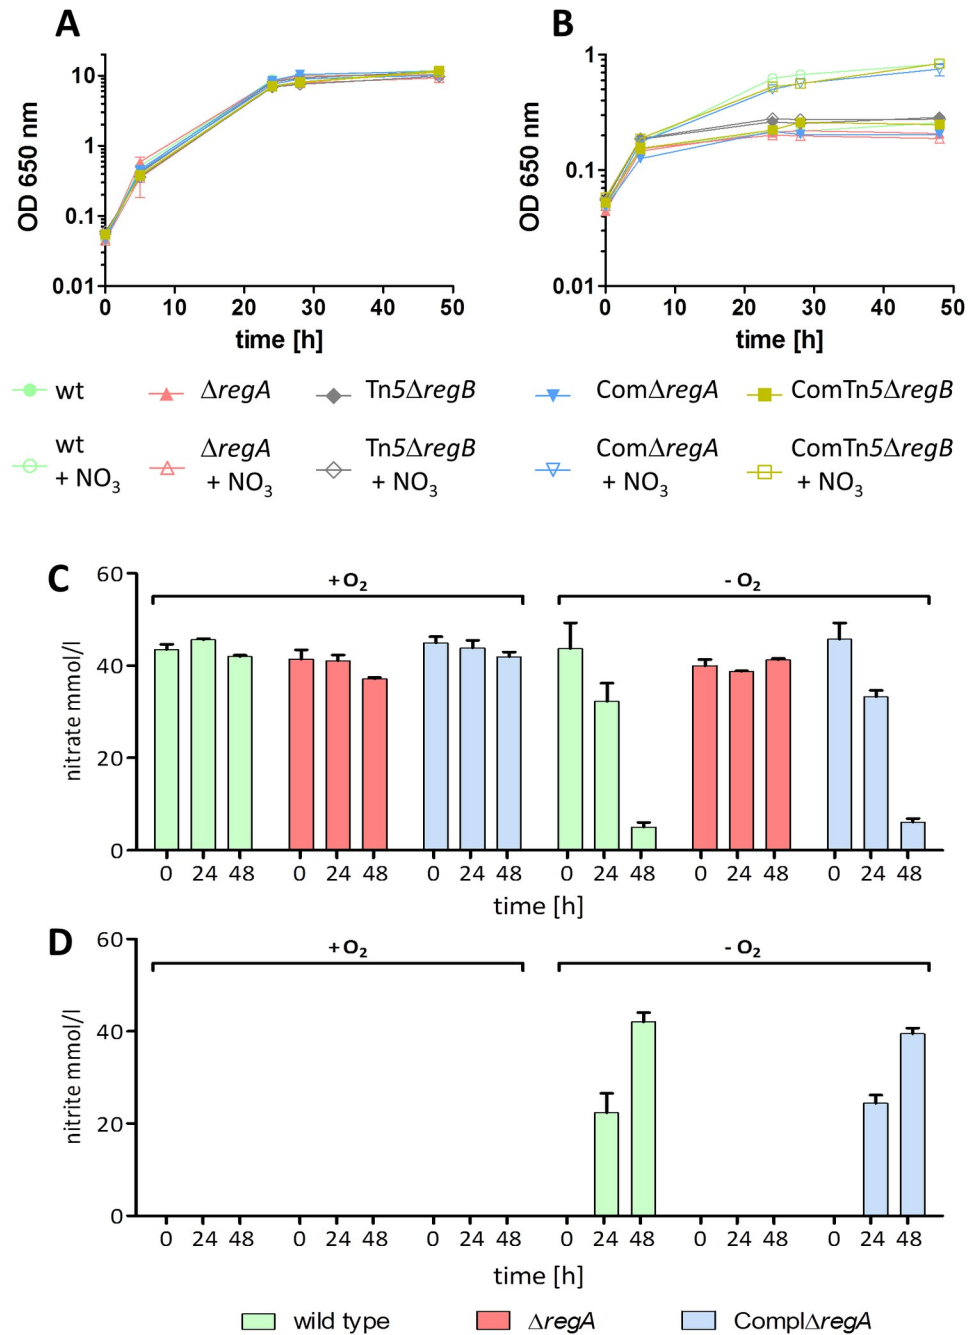 A
B
10
1
0.1
0.01
OD 650 nm
0 10 20 30 40 50
time [h]
1
0.1
0.01
OD 650 nm
0 10 20 30 40 50
time [h]
wt
ΔregA
Tn5ΔregB
ComΔregA
ComTn5ΔregB
wt
+ NO3
ΔregA
+ NO3
Tn5ΔregB
+ NO3
ComΔregA
+ NO3
ComTn5ΔregB
+ NO3
C
+ O2
- O2
60
40
20
0
nitrate mmol/l
0 24 48 0 24 48 0 24 48 0 24 48 0 24 48 0 24 48
time [h]
D
+ O2
- O2
60
40
20
0
nitrite mmol/l
0 24 48 0 24 48 0 24 48 0 24 48 0 24 48 0 24 48
time [h]
wild type
ΔregA
ComplΔregA